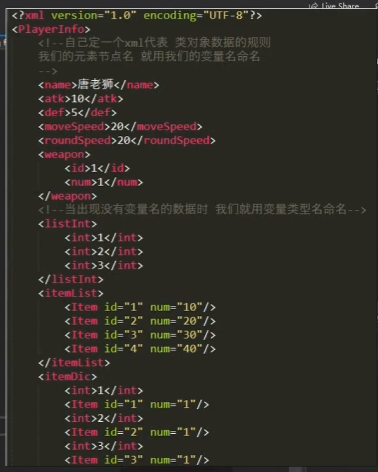 Live Share
<?xml version="1.0" encoding="UTF-8"?>
<PlayerInfo>
<!--自己定一个xml代表 类对象数据的规则
我们的元素节点名 就用我们的变量名命名
-->
<name>唐老狮</name>
<atk>10</atk>
<def>5</def>
<moveSpeed>20</moveSpeed>
<roundSpeed>20</roundSpeed>
<weapon>
<id>1</id>
<num>1</num>
</weapon>
<!--当出现没有变量名的数据时 我们就用变量类型名命名-->
<listInt>
<int>1</int>
<int>2</int>
<int>3</int>
</listInt>
<itemList>
<Item id="1" num="10"/>
<Item id="2" num="20"/>
<Item id="3" num="30"/>
<Item id="4" num="40"/>
</itemList>
<itemDic>
<int>1</int>
<Item id="1" num="1"/>
<int>2</int>
<Item id="2" num="1"/>
<int>3</int>
<Item id="3" num="1"/>